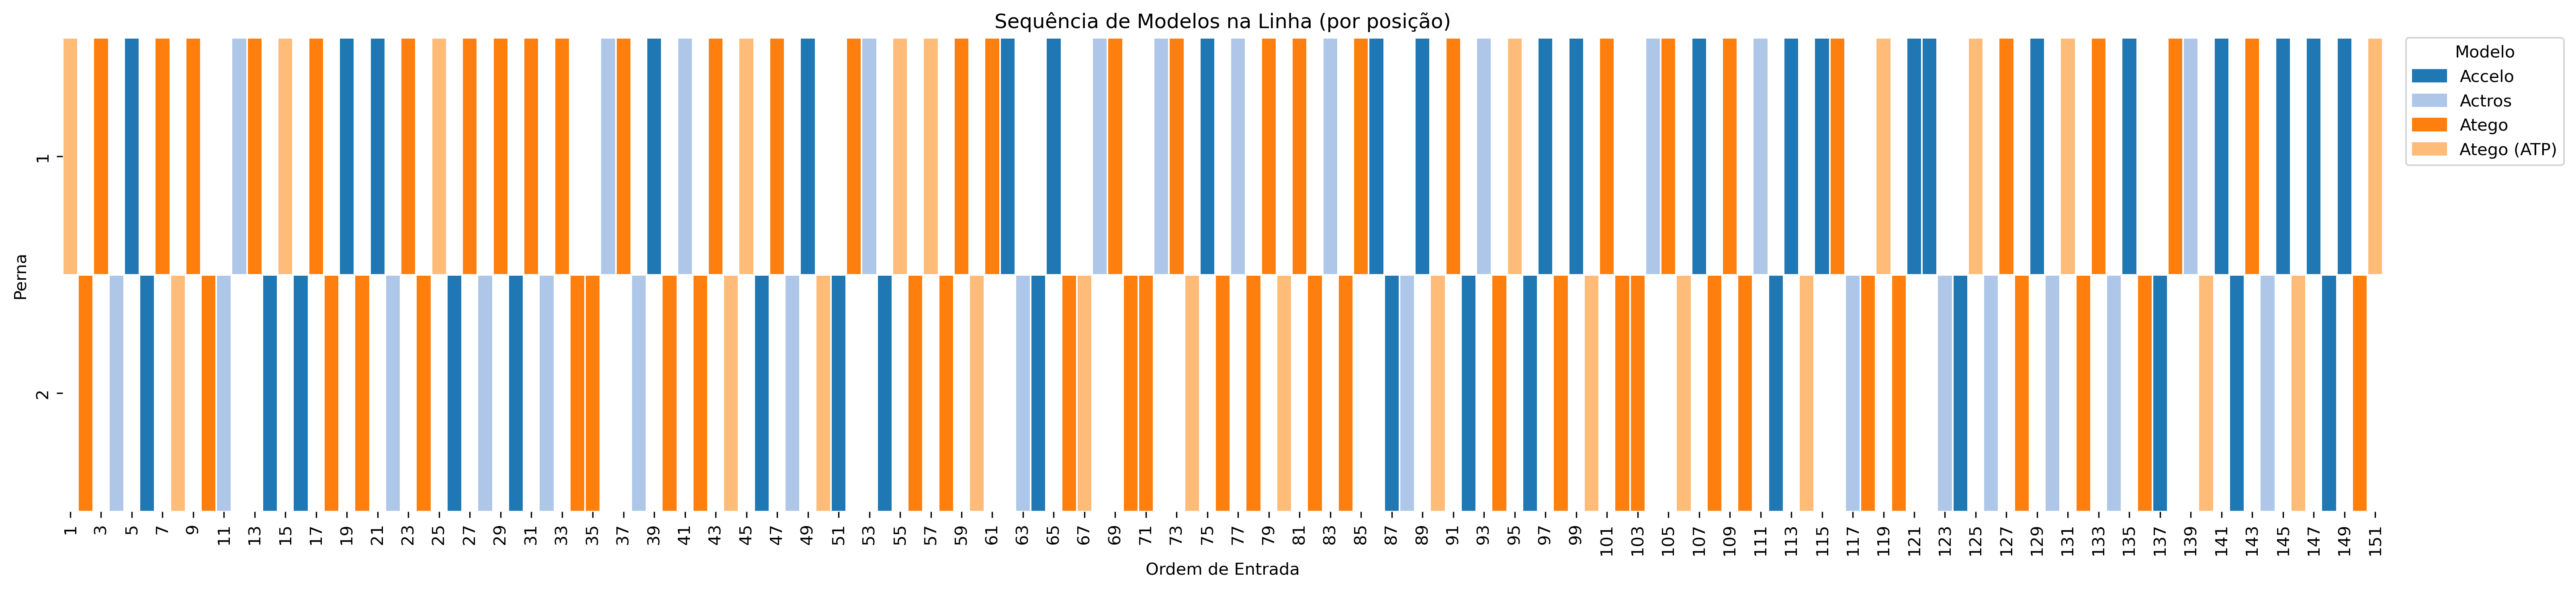 Sequência de Modelos na Linha (por posição)
Modelo
Accelo
Actros
Atego
Atego (ATP)
Perna
1
2
1 3 5 7 9 11 13 15 17 19 21 23 25 27 29 31 33 35 37 39 41 43 45 47 49 51 53 55 57 59 61 63 65 67 69 71 73 75 77 79 81 83 85 87 89 91 93 95 97 99 101 103 105 107 109 111 113 115 117 119 121 123 125 127 129 131 133 135 137 139 141 143 145 147 149 151
Ordem de Entrada